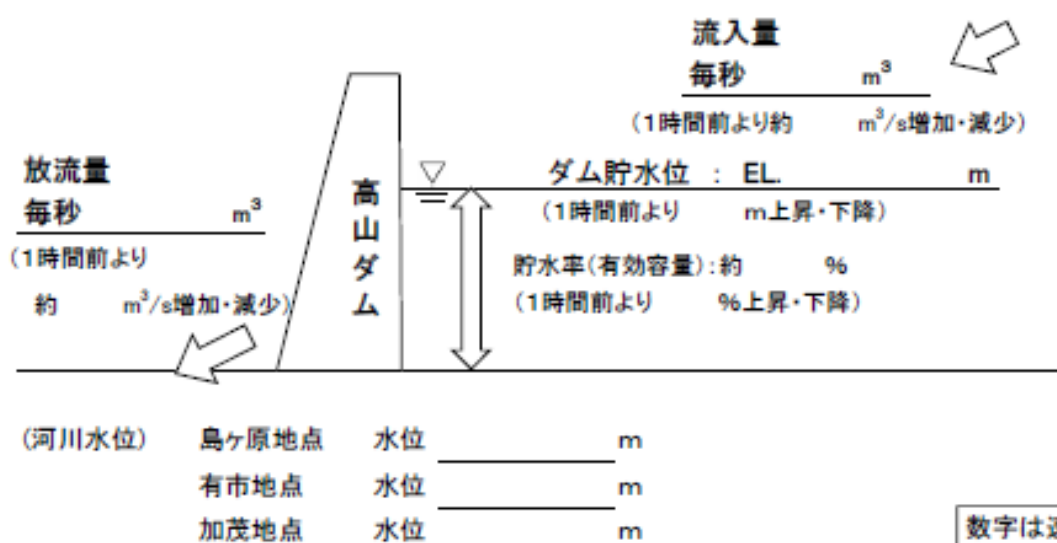 流入量
毎秒 m³
(1時間前より約 m³/s増加・減少)
放流量
毎秒 m³
(1時間前より
約 m³/s増加・減少)
高山ダム
ダム貯水位 : EL. m
(1時間前より m上昇・下降)
貯水率(有効容量):約 %
(1時間前より %上昇・下降)
(河川水位) 島ヶ原地点 水位 m
有市地点 水位 m
加茂地点 水位 m
数字は